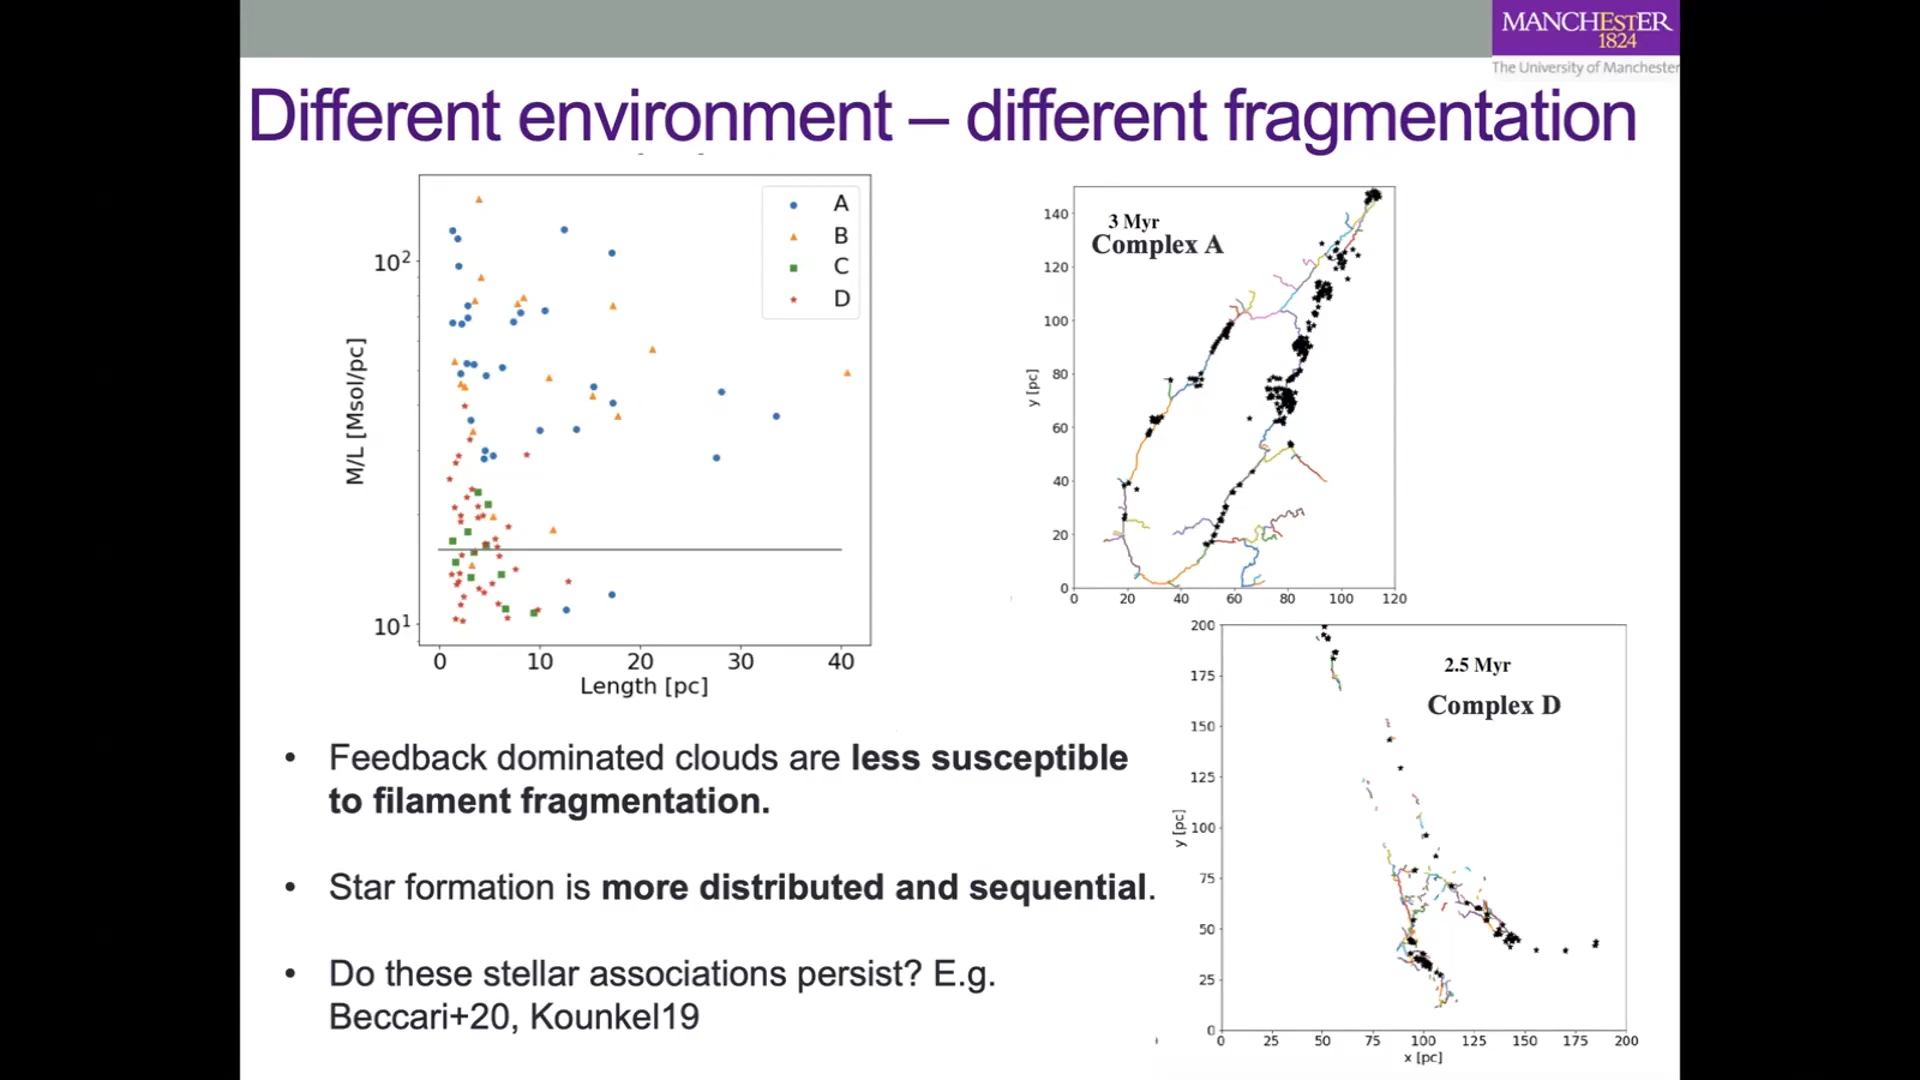 MANCHESTER
1824
The University of Manchester
Different environment – different fragmentation
A
B
C
D
10²
10¹
M/L [Msol/pc]
0 10 20 30 40
Length [pc]
3 Myr
Complex A
140
120
100
80
60
40
20
0
y [pc]
0 20 40 60 80 100 120
2.5 Myr
Complex D
200
175
150
125
100
75
50
25
0
y [pc]
0 25 50 75 100 125 150 175 200
x [pc]
• Feedback dominated clouds are less susceptible
to filament fragmentation.
• Star formation is more distributed and sequential.
• Do these stellar associations persist? E.g.
Beccari+20, Kounkel19